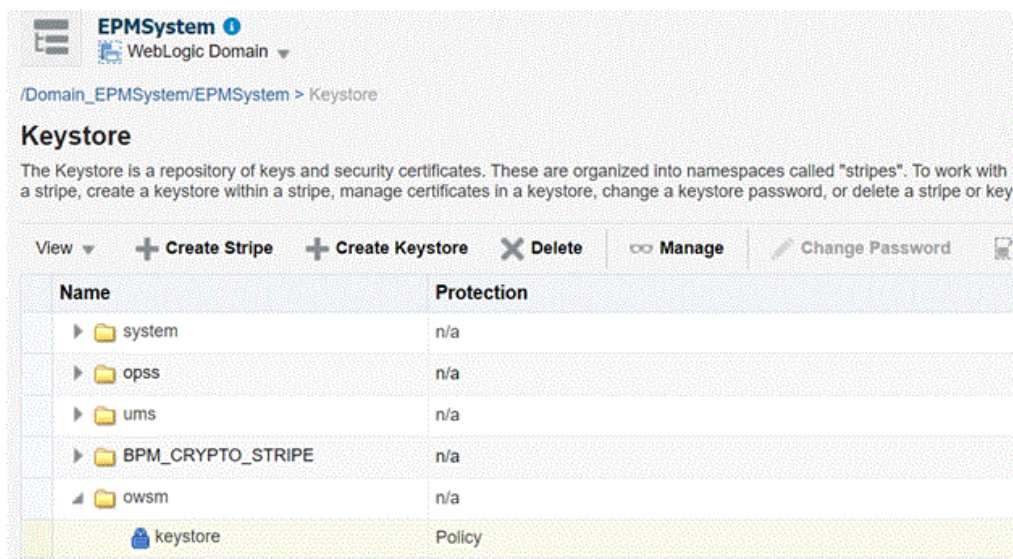 EPMSystem
WebLogic Domain
/Domain_EPMSystem/EPMSystem > Keystore
Keystore
The Keystore is a repository of keys and security certificates. These are organized into namespaces called "stripes". To work with
a stripe, create a keystore within a stripe, manage certificates in a keystore, change a keystore password, or delete a stripe or key
View Create Stripe Create Keystore Delete Manage Change Password
Name Protection
system n/a
opss n/a
ums n/a
BPM_CRYPTO_STRIPE n/a
owsm n/a
keystore Policy